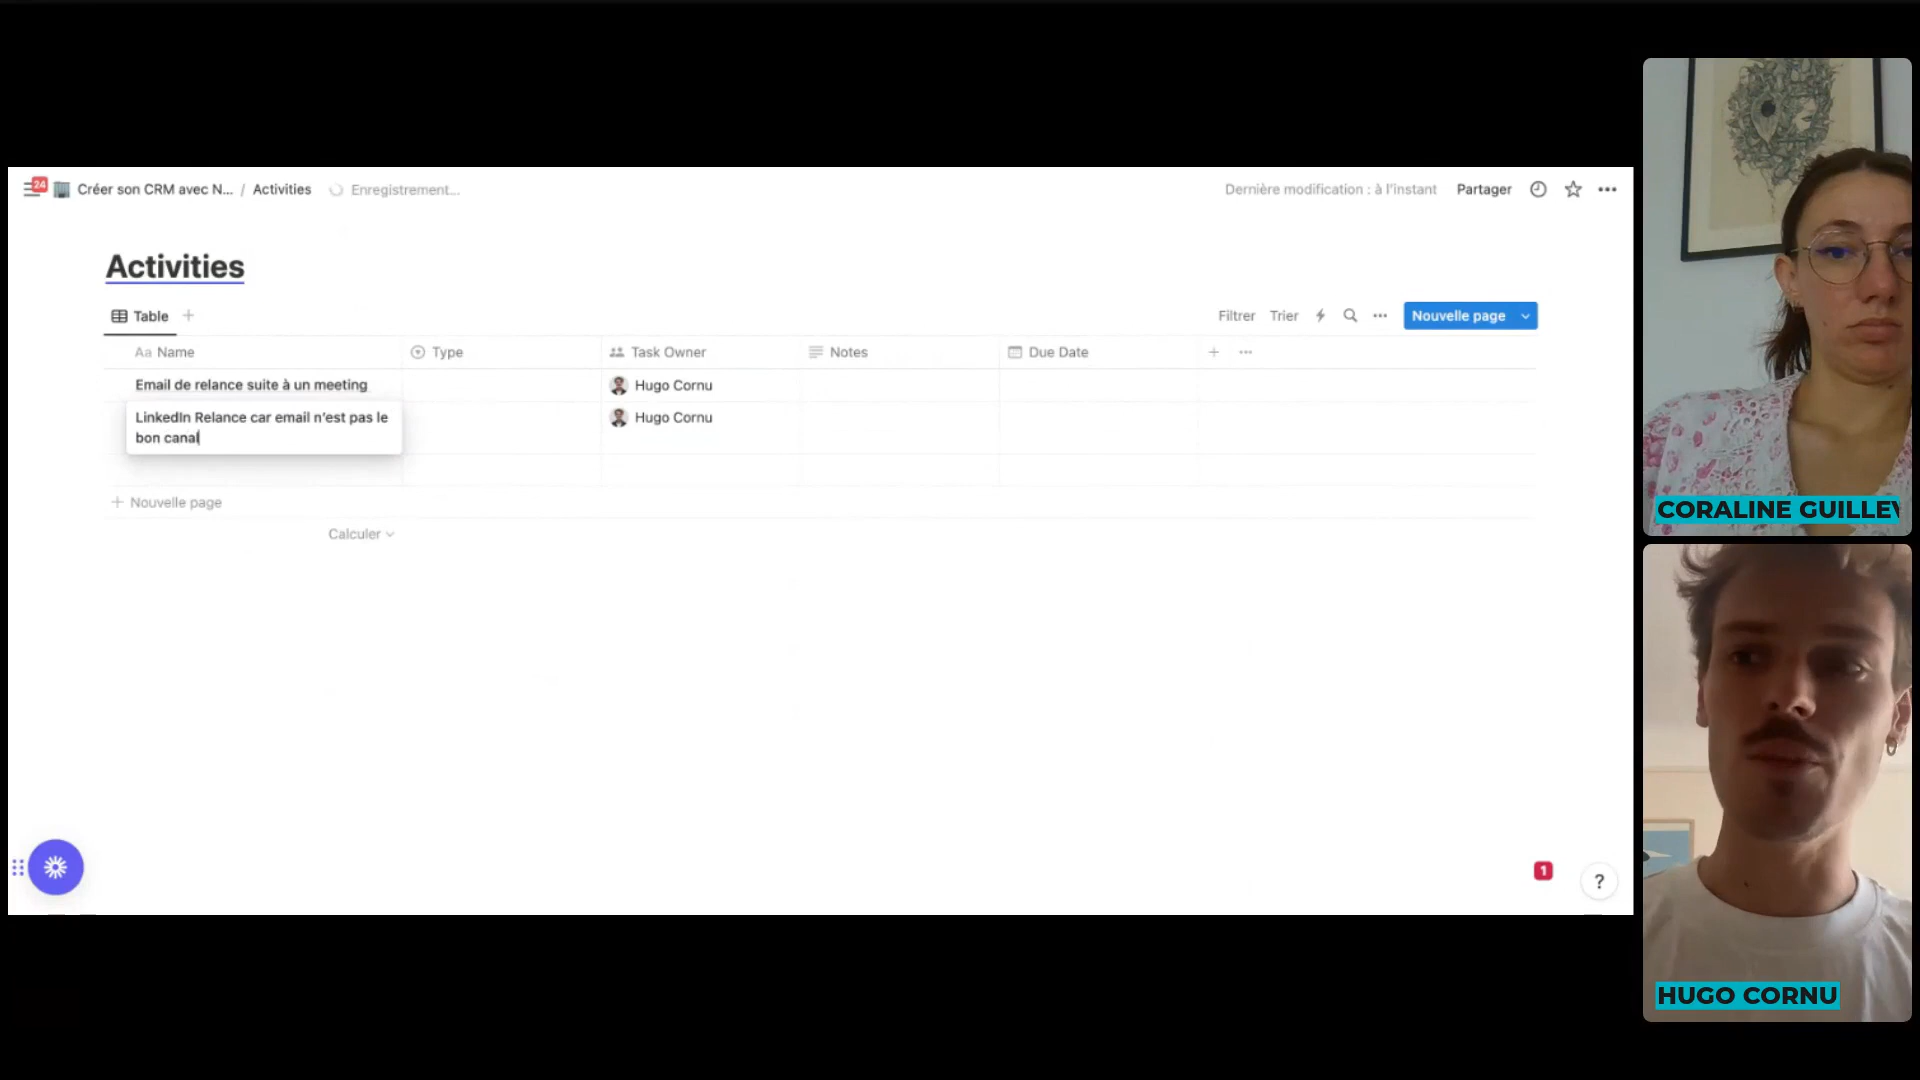 24 Créer son CRM avec N... / Activities Enregistrement... Dernière modification : à l'instant Partager
Activities
Table Filtrer Trier Nouvelle page
Aa Name Type Task Owner Notes Due Date
Email de relance suite à un meeting Hugo Cornu
LinkedIn Relance car email n'est pas le Hugo Cornu
bon canal
Nouvelle page
Calculer
1
?
CORALINE GUILLEV
HUGO CORNU